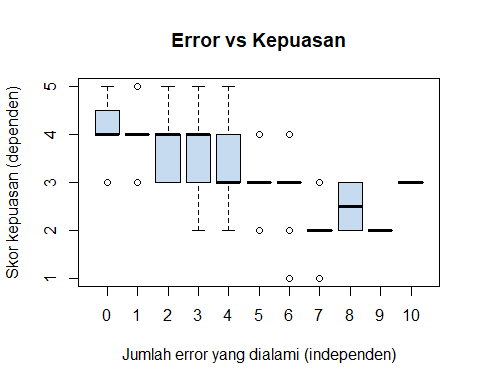 Error vs Kepuasan
Skor kepuasan (dependen)
5
4
3
2
1
0 1 2 3 4 5 6 7 8 9 10
Jumlah error yang dialami (independen)